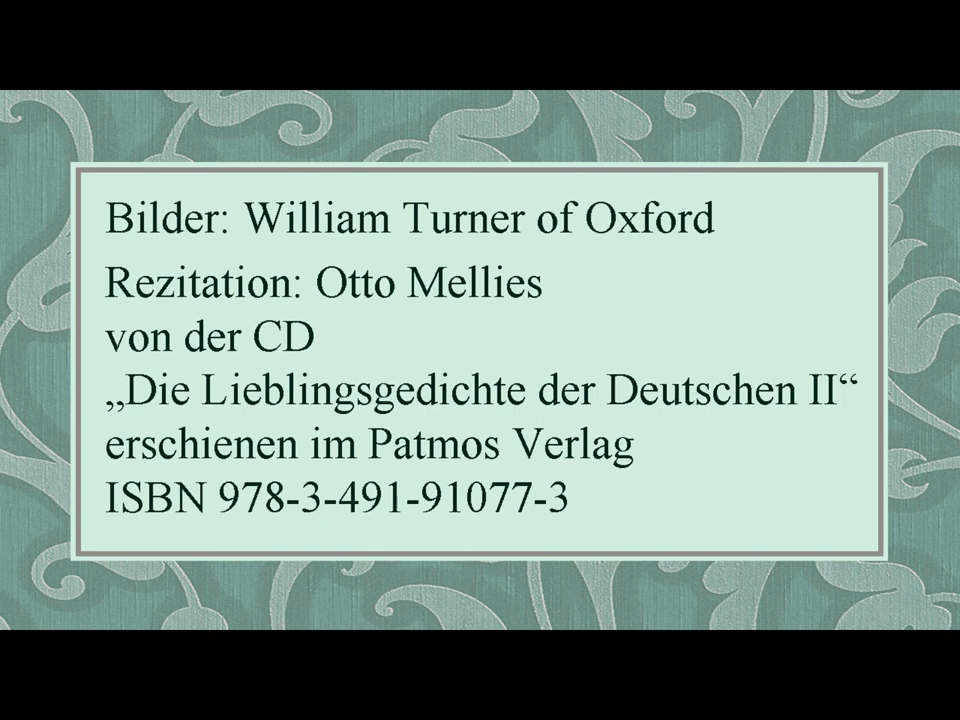 Bilder: William Turner of Oxford
Rezitation: Otto Mellies
von der CD
„Die Lieblingsgedichte der Deutschen II“
erschienen im Patmos Verlag
ISBN 978-3-491-91077-3